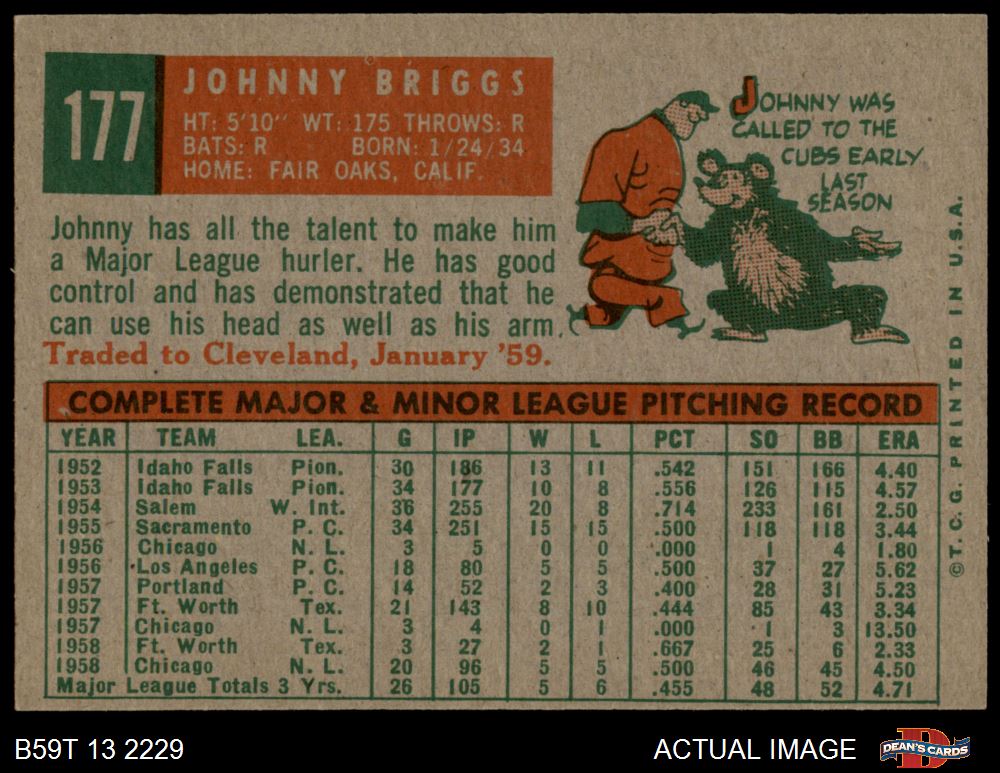 177
JOHNNY BRIGGS
HT: 5'10" WT: 175 THROWS: R
BATS: R BORN: 1/24/34
HOME: FAIR OAKS, CALIF.
JOHNNY WAS
CALLED TO THE
CUBS EARLY
LAST
SEASON
Johnny has all the talent to make him
a Major League hurler. He has good
control and has demonstrated that he
can use his head as well as his arm.
Traded to Cleveland, January '59.
COMPLETE MAJOR & MINOR LEAGUE PITCHING RECORD
YEAR TEAM LEA. G IP W L PCT SO BB ERA
1952 Idaho Falls Pion. 30 186 13 11 .542 151 166 4.40
1953 Idaho Falls Pion. 34 177 10 8 .556 126 115 4.57
1954 Salem W. Int. 36 255 20 8 .714 233 161 2.50
1955 Sacramento P. C. 34 251 15 15 .500 118 118 3.44
1956 Chicago N. L. 3 5 0 0 .000 1 4 1.80
1956 Los Angeles P. C. 18 80 5 5 .500 37 27 5.62
1957 Portland P. C. 14 52 2 3 .400 28 31 5.23
1957 Ft. Worth Tex. 21 143 8 10 .444 85 43 3.34
1957 Chicago N. L. 3 4 0 1 .000 1 3 13.50
1958 Ft. Worth Tex. 3 27 2 1 .667 25 6 2.33
1958 Chicago N. L. 20 96 5 5 .500 46 45 4.50
Major League Totals 3 Yrs. 26 105 5 6 .455 48 52 4.71
©T. C. G. PRINTED IN U.S.A.
B59T 13 2229
ACTUAL IMAGE
DEAN'S CARDS